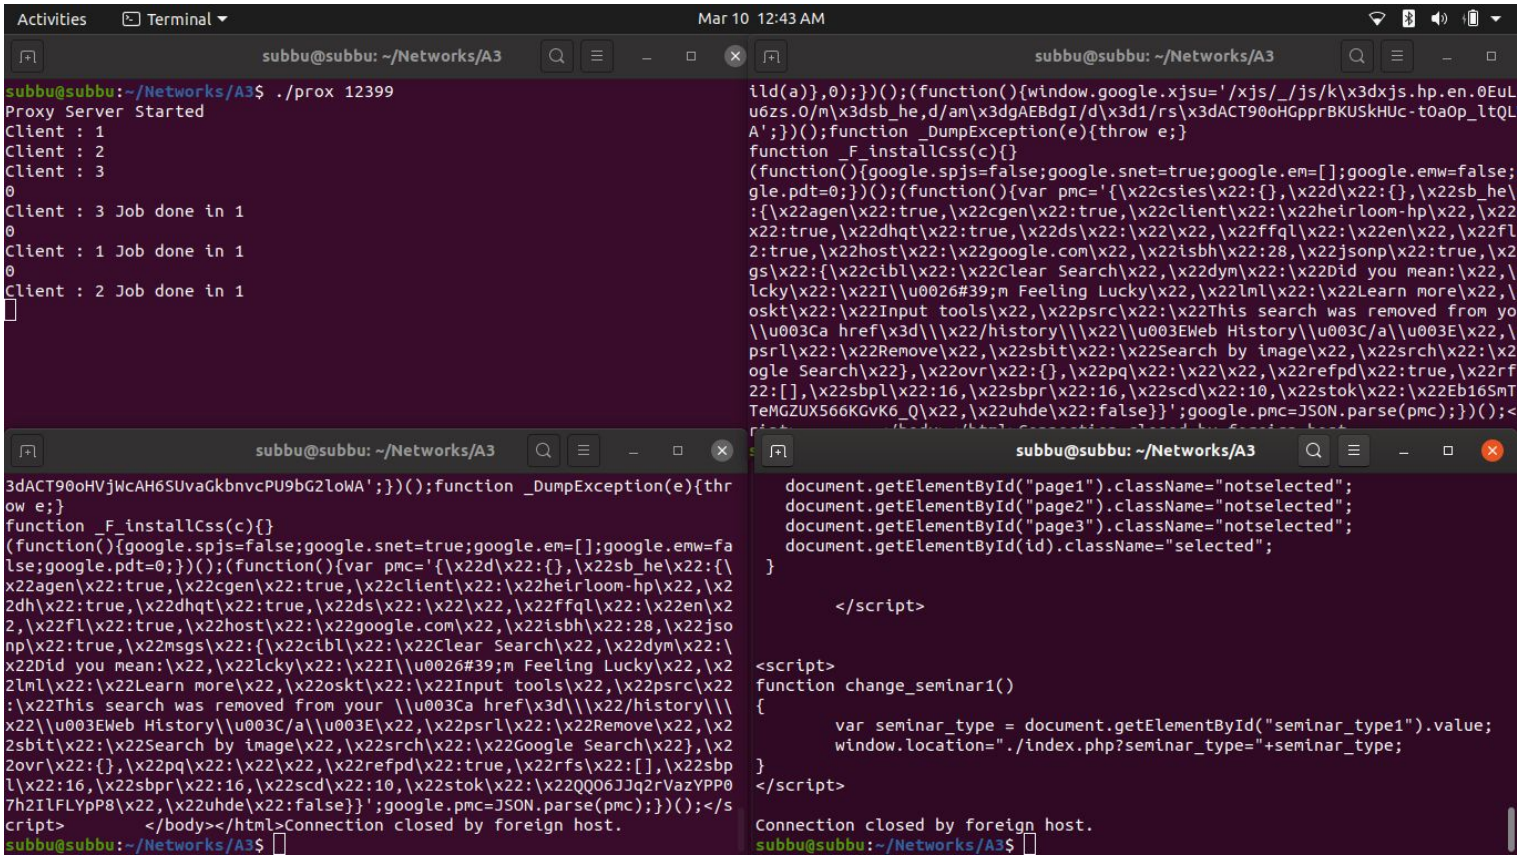 Activities
Terminal
Mar 10 12:43 AM
subbu@subbu: ~/Networks/A3
subbu@subbu:~/Networks/A3$ ./prox 12399
Proxy Server Started
Client : 1
Client : 2
Client : 3
0
Client : 3 Job done in 1
0
Client : 1 Job done in 1
0
Client : 2 Job done in 1
subbu@subbu: ~/Networks/A3
ild(a)},0);})();(function(){window.google.xjsu='/xjs/_/js/k\x3dxjs.hp.en.0EuL
u6zs.O/m\x3dsb_he,d/am\x3dgAEBdgI/d\x3d1/rs\x3dACT90oHGpprBKUSkHUc-tOaOp_ltQL
A';})();function _DumpException(e){throw e;}
function _F_installCss(c){}
(function(){google.spjs=false;google.snet=true;google.em=[];google.emw=false;
gle.pdt=0;})();(function(){var pmc='{\x22csies\x22:{},\x22d\x22:{},\x22sb_he\
:{\x22agen\x22:true,\x22cgen\x22:true,\x22client\x22:\x22heirloom-hp\x22,\x22
x22:true,\x22dhqt\x22:true,\x22ds\x22:\x22\x22,\x22ffql\x22:\x22en\x22,\x22fl
2:true,\x22host\x22:\x22google.com\x22,\x22isbh\x22:28,\x22jsonp\x22:true,\x2
gs\x22:{\x22cibl\x22:\x22Clear Search\x22,\x22dym\x22:\x22Did you mean:\x22,\
lcky\x22:\x22I\\u0026#39;m Feeling Lucky\x22,\x22lml\x22:\x22Learn more\x22,\
oskt\x22:\x22Input tools\x22,\x22psrc\x22:\x22This search was removed from yo
\\u003Ca href\x3d\\\x22/history\\\x22\\u003EWeb History\\u003C/a\\u003E\x22,\
psrl\x22:\x22Remove\x22,\x22sbit\x22:\x22Search by image\x22,\x22srch\x22:\x2
ogle Search\x22},\x22ovr\x22:{},\x22pq\x22:\x22\x22,\x22refpd\x22:true,\x22rf
22:[],\x22sbpl\x22:16,\x22sbpr\x22:16,\x22scd\x22:10,\x22stok\x22:\x22Eb16SmT
TeMGZUX566KGvK6_Q\x22,\x22uhde\x22:false}}';google.pmc=JSON.parse(pmc);})();<
subbu@subbu: ~/Networks/A3
3dACT90oHVjWcAH6SUvaGkbnvcPU9bG2loWA';})();function _DumpException(e){thr
ow e;}
function _F_installCss(c){}
(function(){google.spjs=false;google.snet=true;google.em=[];google.emw=fa
lse;google.pdt=0;})();(function(){var pmc='{\x22d\x22:{},\x22sb_he\x22:{\
x22agen\x22:true,\x22cgen\x22:true,\x22client\x22:\x22heirloom-hp\x22,\x2
2dh\x22:true,\x22dhqt\x22:true,\x22ds\x22:\x22\x22,\x22ffql\x22:\x22en\x2
2,\x22fl\x22:true,\x22host\x22:\x22google.com\x22,\x22isbh\x22:28,\x22jso
np\x22:true,\x22msgs\x22:{\x22cibl\x22:\x22Clear Search\x22,\x22dym\x22:\
x22Did you mean:\x22,\x22lcky\x22:\x22I\\u0026#39;m Feeling Lucky\x22,\x2
2lml\x22:\x22Learn more\x22,\x22oskt\x22:\x22Input tools\x22,\x22psrc\x22
:\x22This search was removed from your \\u003Ca href\x3d\\\x22/history\\\
x22\\u003EWeb History\\u003C/a\\u003E\x22,\x22psrl\x22:\x22Remove\x22,\x2
2sbit\x22:\x22Search by image\x22,\x22srch\x22:\x22Google Search\x22},\x2
2ovr\x22:{},\x22pq\x22:\x22\x22,\x22refpd\x22:true,\x22rfs\x22:[],\x22sbp
l\x22:16,\x22sbpr\x22:16,\x22scd\x22:10,\x22stok\x22:\x22QQO6JJq2rVazYPP0
7h2IlFLYpP8\x22,\x22uhde\x22:false}}';google.pmc=JSON.parse(pmc);})();</s
cript>        </body></html>Connection closed by foreign host.
subbu@subbu:~/Networks/A3$
subbu@subbu: ~/Networks/A3
document.getElementById("page1").className="notselected";
document.getElementById("page2").className="notselected";
document.getElementById("page3").className="notselected";
document.getElementById(id).className="selected";
}
</script>
<script>
function change_seminar1()
{
var seminar_type = document.getElementById("seminar_type1").value;
window.location="./index.php?seminar_type="+seminar_type;
}
</script>
Connection closed by foreign host.
subbu@subbu:~/Networks/A3$